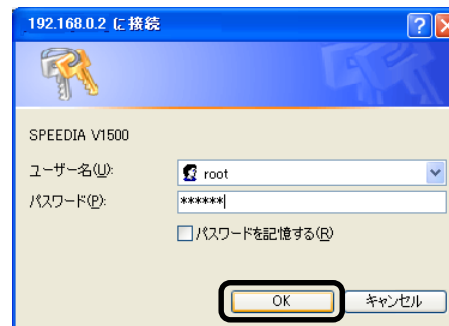 192.168.0.2 に接続
SPEEDIA V1500
ユーザー名(U):
root
パスワード(P):
******
パスワードを記憶する(R)
OK
キャンセル